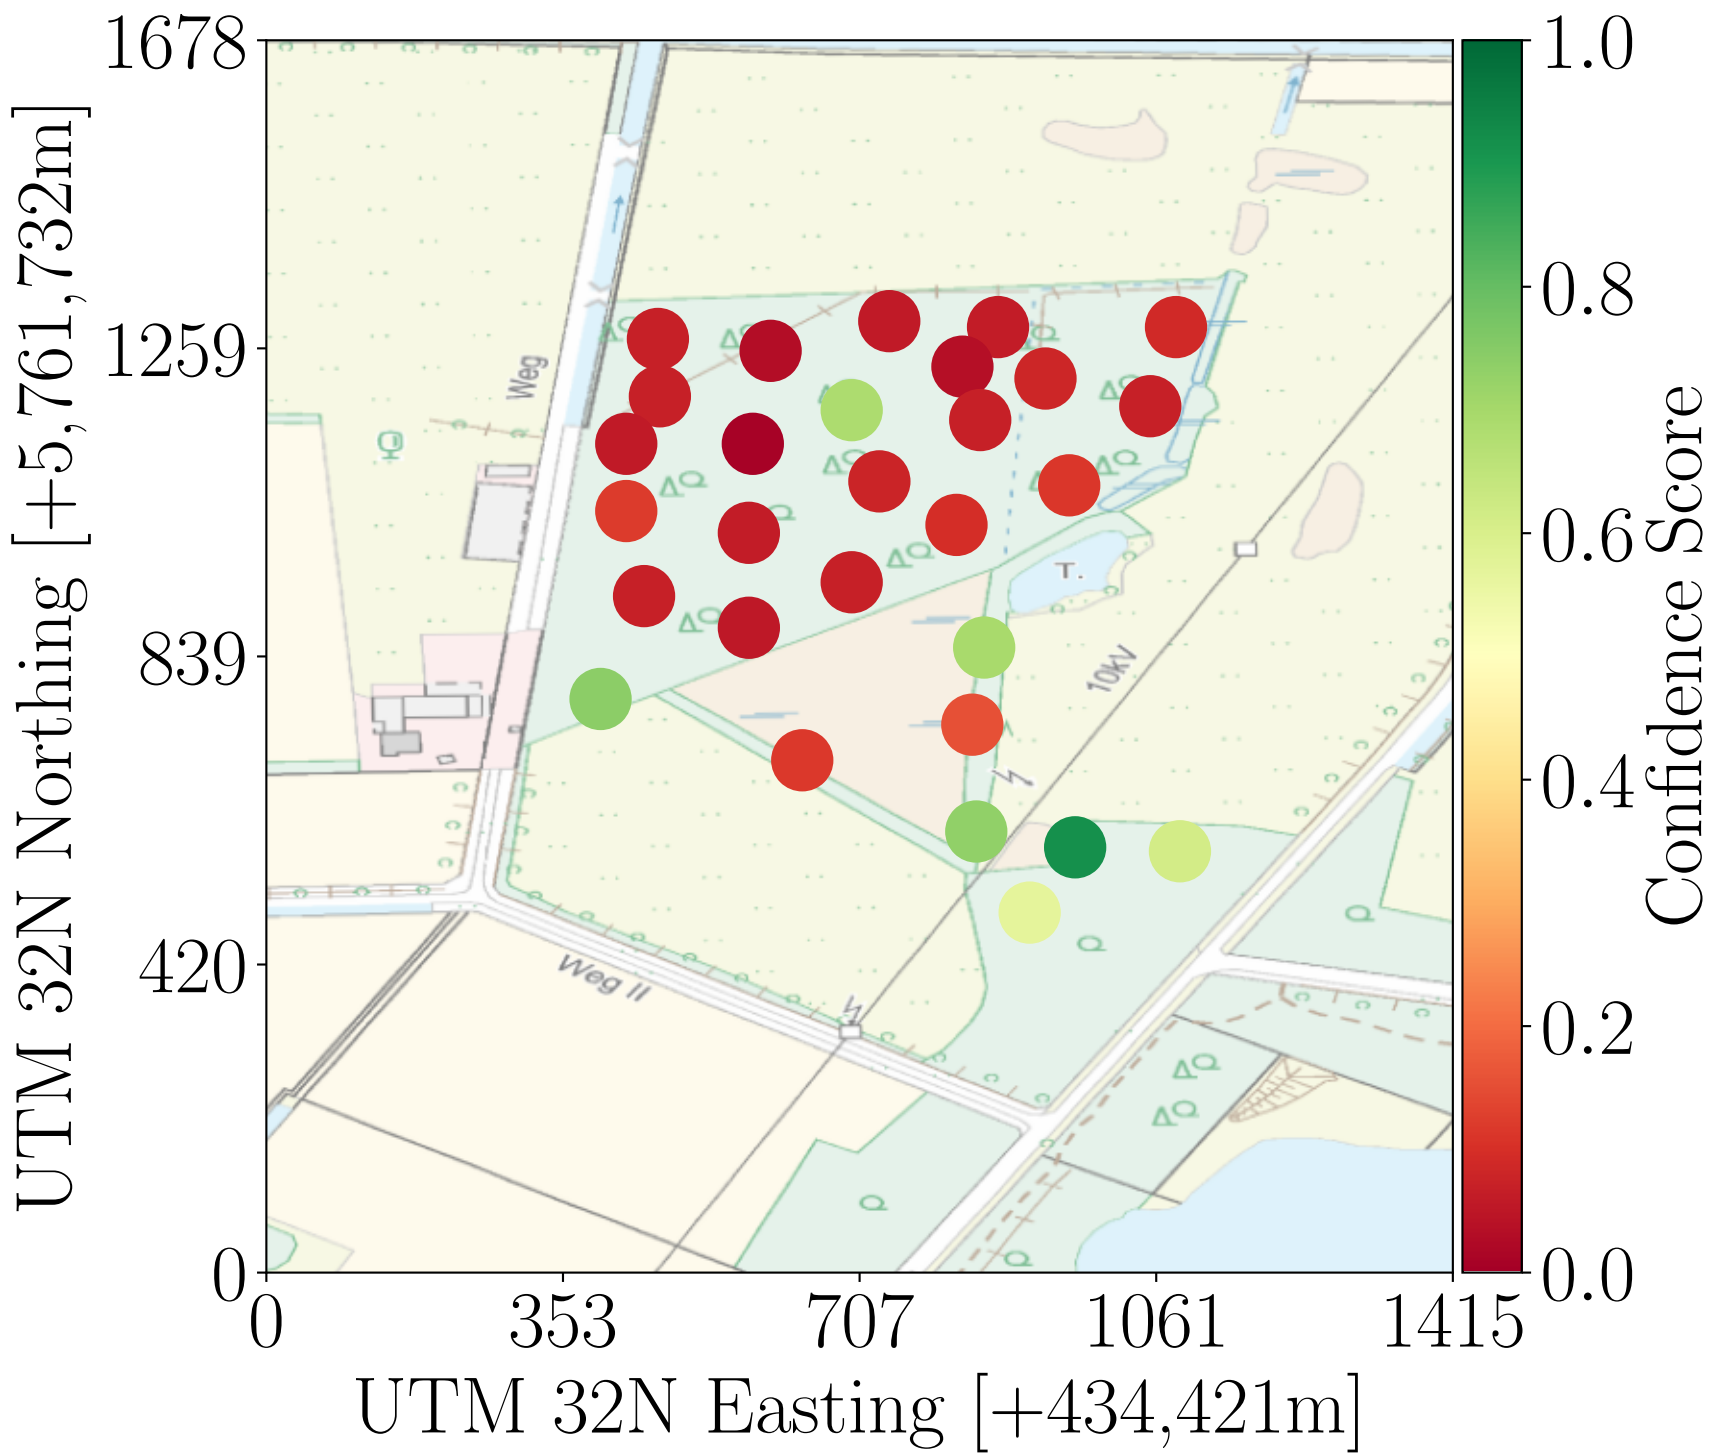 1678
1259
839
420
0
UTM 32N Northing [+5,761,732m]
Weg
10kV
T.
Weg II
0
353
707
1061
1415
UTM 32N Easting [+434,421m]
1.0
0.8
0.6
0.4
0.2
0.0
Confidence Score